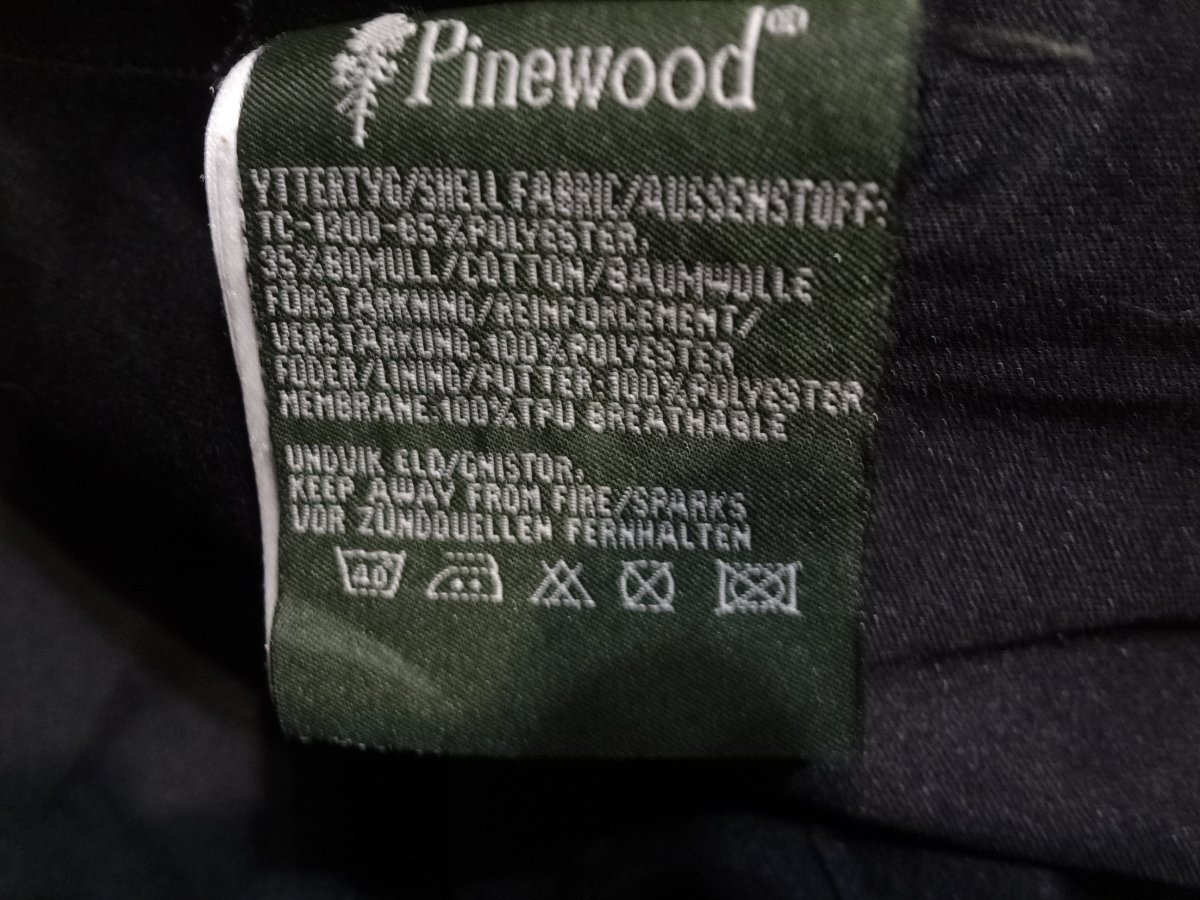 Pinewood®
YTTERTYG/SHELL FABRIC/AUSSENSTOFF:
TC-1200-65%POLYESTER,
35%BOMULL/COTTON/BAUMWOLLE
FÖRSTÄRKNING/REINFORCEMENT/
VERSTÄRKUNG:100%POLYESTER
FODER/LINING/FUTTER:100%POLYESTER
MEMBRANE:100%TPU BREATHABLE
UNDVIK ELD/GNISTOR,
KEEP AWAY FROM FIRE/SPARKS
VOR ZÜNDQUELLEN FERNHALTEN
40